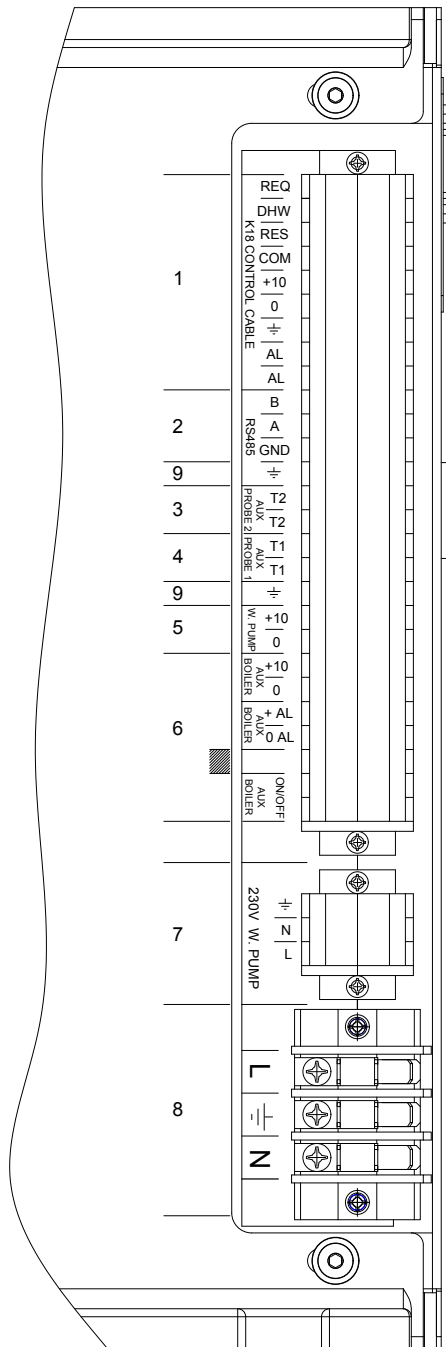 1
K18 CONTROL CABLE
REQ
DHW
RES
COM
+10
0
⏚
AL
AL
2
RS485
B
A
GND
9
⏚
3
AUX
PROBE 2
T2
T2
4
AUX
PROBE 1
T1
T1
9
⏚
5
W. PUMP
+10
0
6
AUX
BOILER
+10
0
AUX
BOILER
+ AL
0 AL
AUX
BOILER
ON/OFF
7
230V W. PUMP
⏚
N
L
8
L
⏚
N